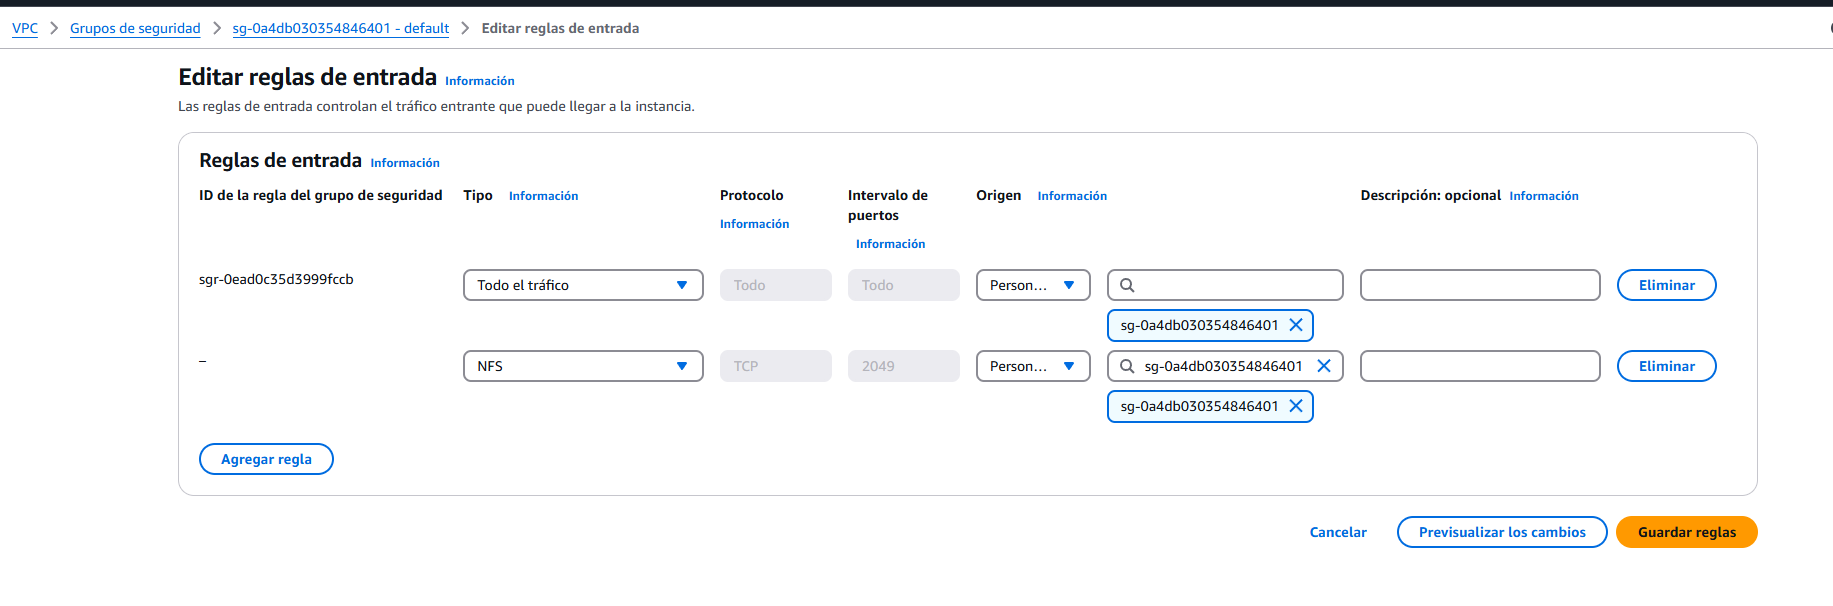 VPC > Grupos de seguridad > sg-0a4db030354846401 - default > Editar reglas de entrada
Editar reglas de entrada Información
Las reglas de entrada controlan el tráfico entrante que puede llegar a la instancia.
Reglas de entrada Información
ID de la regla del grupo de seguridad Tipo Información Protocolo Información Intervalo de puertos Información Origen Información Descripción: opcional Información
sgr-0ead0c35d3999fccb Todo el tráfico Todo Todo Person... Eliminar
sg-0a4db030354846401
– NFS TCP 2049 Person... sg-0a4db030354846401 Eliminar
sg-0a4db030354846401
Agregar regla
Cancelar Previsualizar los cambios Guardar reglas